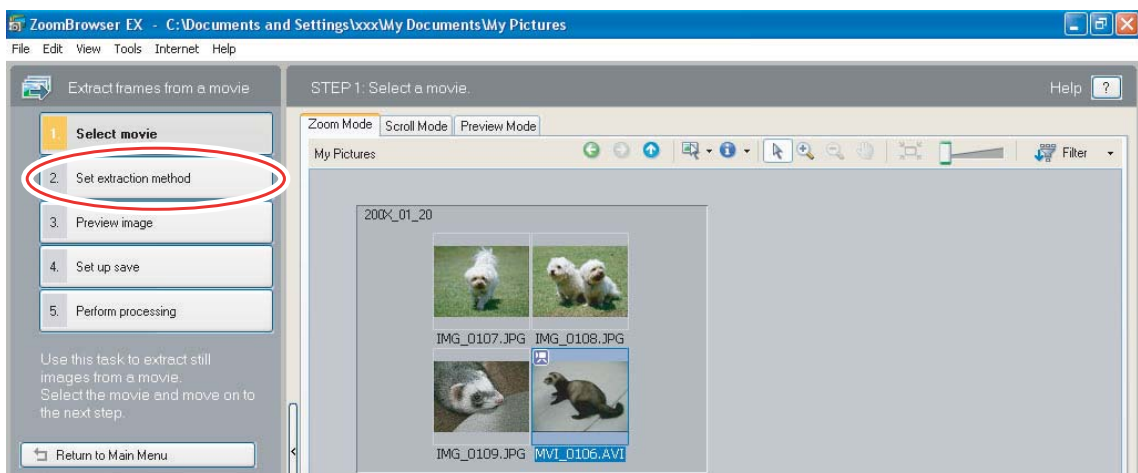 ZoomBrowser EX - C:\Documents and Settings\xxx\My Documents\My Pictures
File Edit View Tools Internet Help
Extract frames from a movie
STEP 1: Select a movie.
Help ?
1. Select movie
2. Set extraction method
3. Preview image
4. Set up save
5. Perform processing
Use this task to extract still
images from a movie.
Select the movie and move on to
the next step.
Return to Main Menu
Zoom Mode Scroll Mode Preview Mode
My Pictures
Filter
200X_01_20
IMG_0107.JPG IMG_0108.JPG
IMG_0109.JPG MVI_0106.AVI